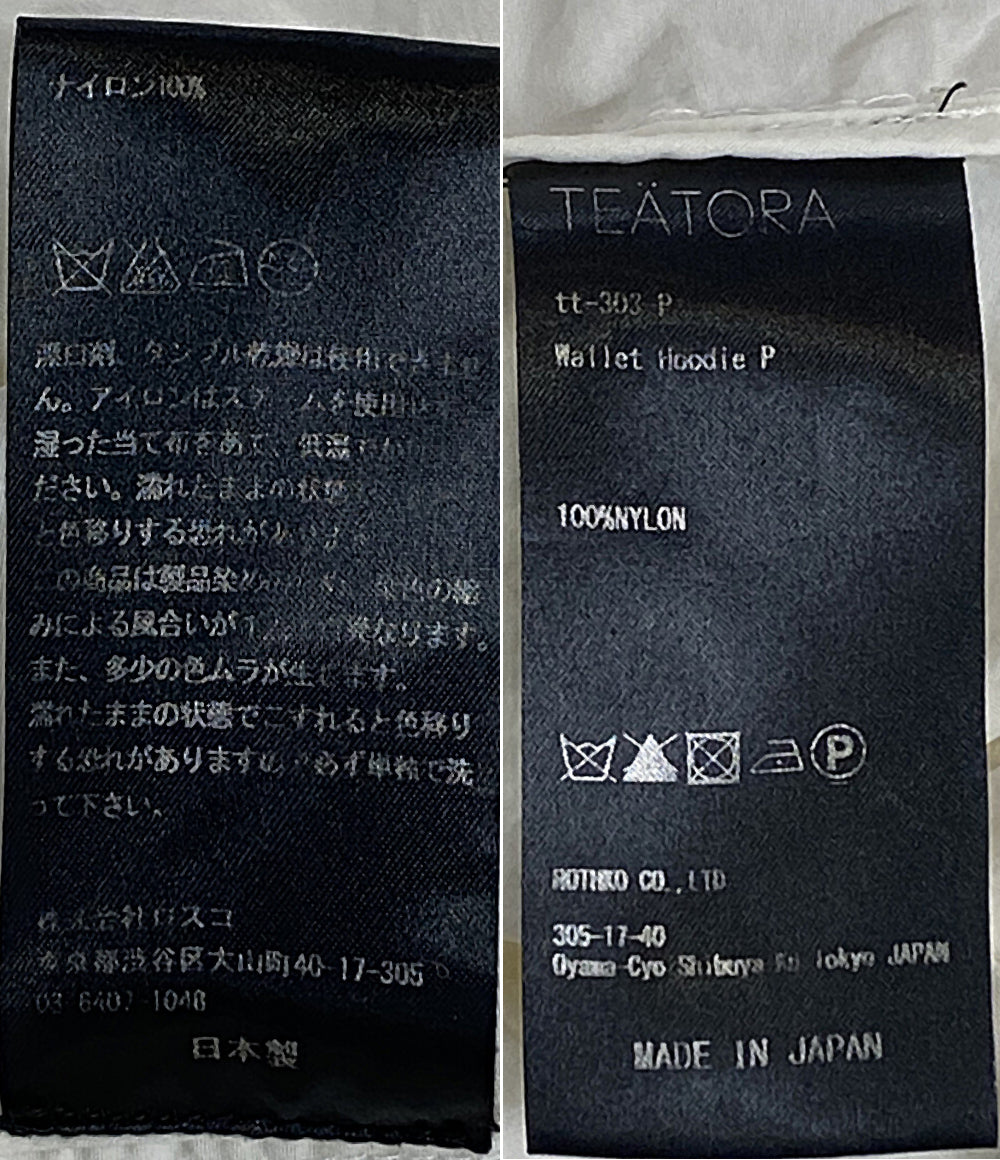 ナイロン100%
漂白剤、タンブル乾燥は使用できませ
ん。アイロンはスチームを使用
湿った当て布をあて、低温
ださい。濡れたままの状態
と色移りする恐れがあります
この商品は製品染め
みによる風合いが 異なります。
また、多少の色ムラが生じます。
濡れたままの状態でこすれると色移り
する恐れがありますの 必ず単独で洗
って下さい。
株式会社ロスコ
東京都渋谷区大山町40-17-305
03
日本製
TEÄTORA
tt-303 P
Wallet Hoodie P
100%NYLON
P
ROTHKO CO.,LTD
305-17-40
Oyama-Cyo Shibuya Ku Tokyo JAPAN
MADE IN JAPAN